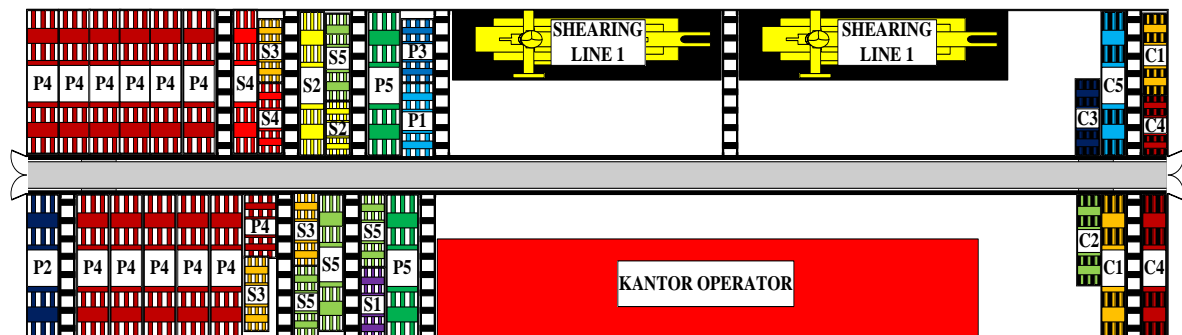 P4 P4 P4 P4 P4 P4 S4 S3 S4 S2 S5 S2 P5 P3 P1
SHEARING
LINE 1
SHEARING
LINE 1
C3 C5 C1 C4
P2 P4 P4 P4 P4 P4 P4 S3 S3 S5 S5 S5 S1 P5
KANTOR OPERATOR
C2 C1 C4